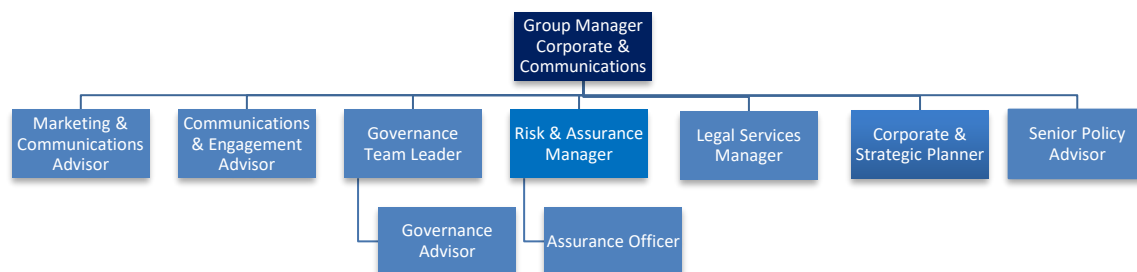 Group Manager
Corporate &
Communications
Marketing &
Communications
Advisor
Communications
& Engagement
Advisor
Governance
Team Leader
Risk & Assurance
Manager
Legal Services
Manager
Corporate &
Strategic Planner
Senior Policy
Advisor
Governance
Advisor
Assurance Officer